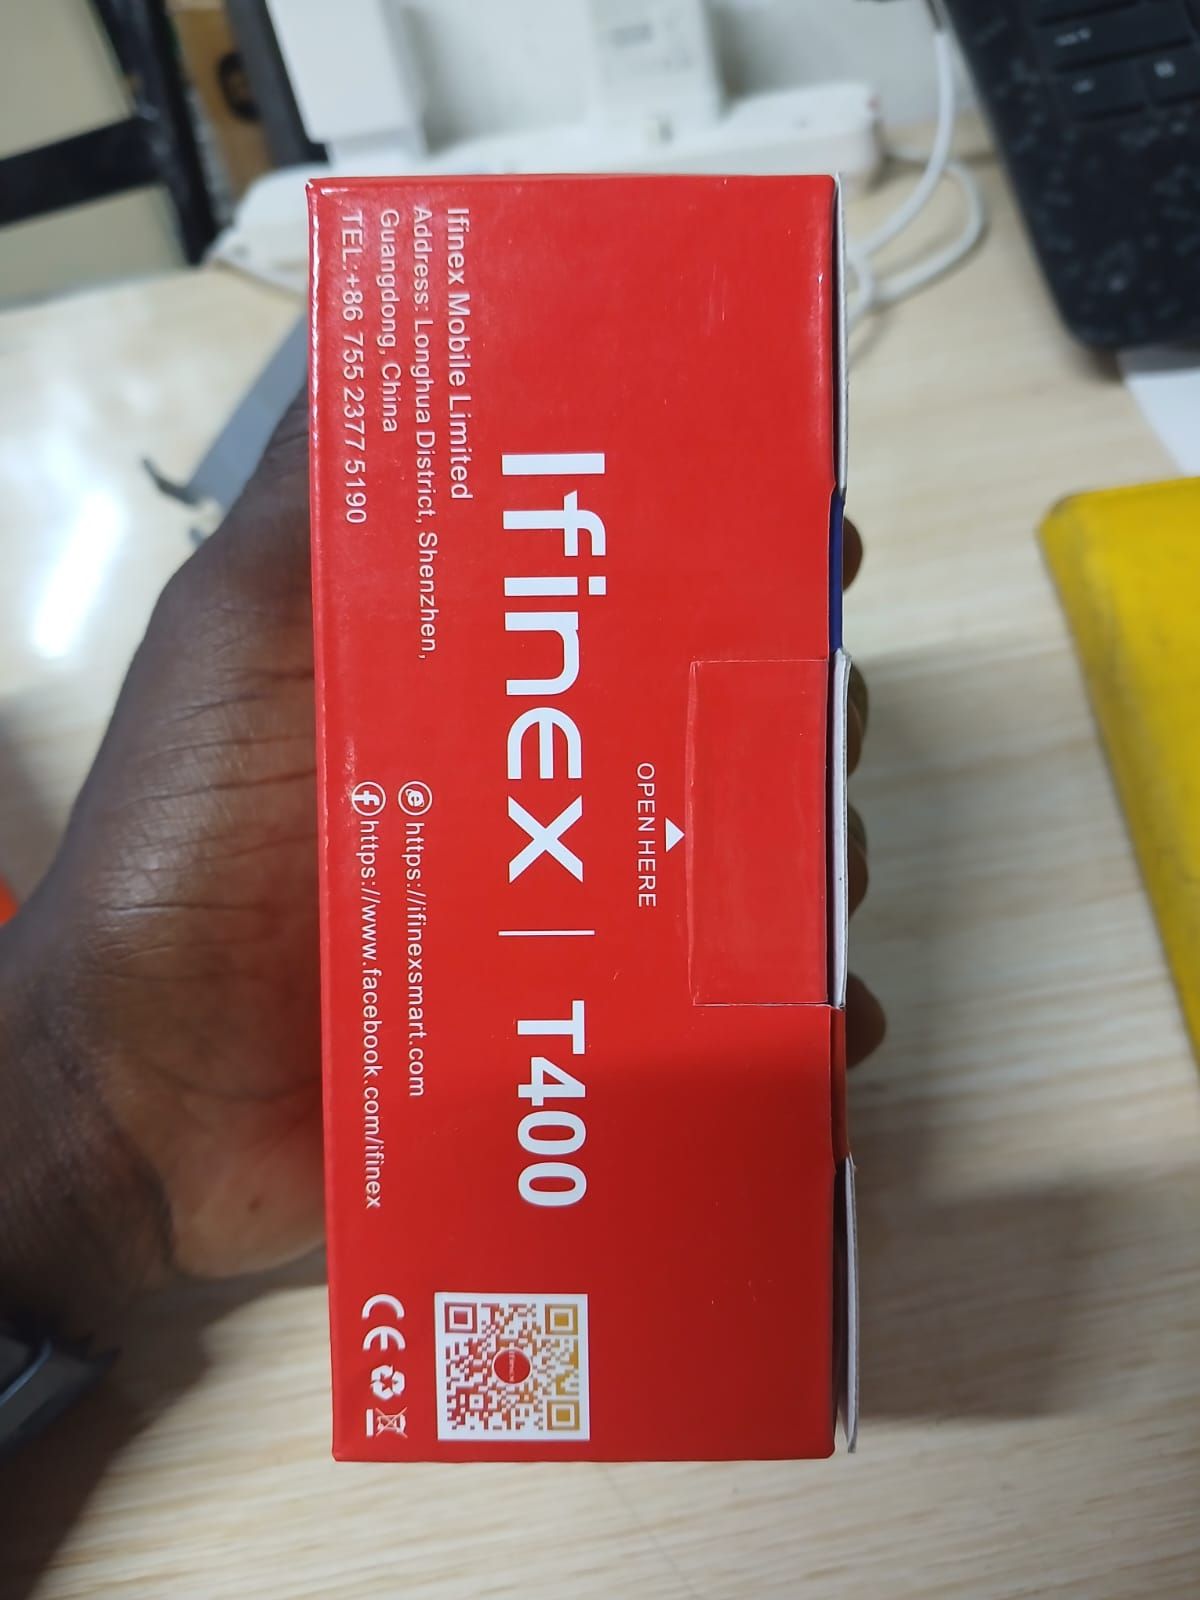 OPEN HERE
Ifinex | T400
Ifinex Mobile Limited
Address: Longhua District, Shenzhen,
Guangdong, China
TEL:+86 755 2377 5190
https://ifinexsmart.com
https://www.facebook.com/ifinex
CE